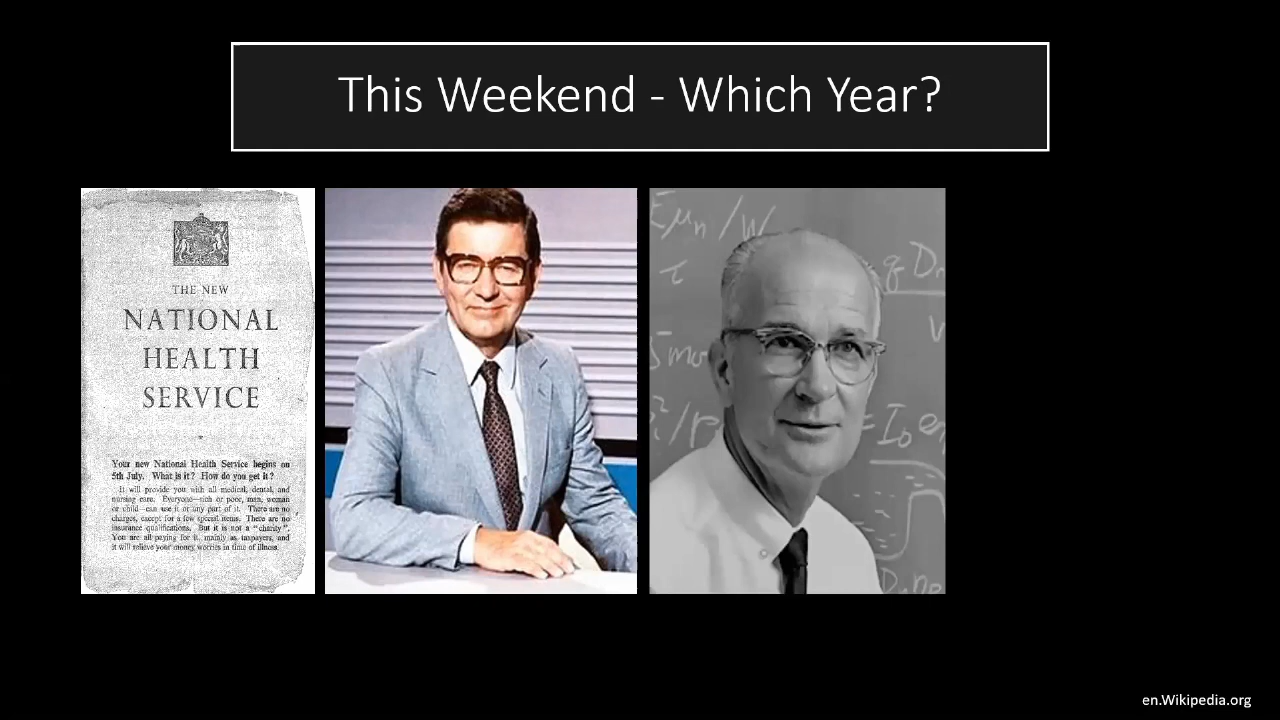 This Weekend - Which Year?
THE NEW
NATIONAL
HEALTH
SERVICE
Your new National Health Service begins on
5th July. What is it? How do you get it?
It will provide you with all medical, dental, and
nursing care. Everyone—rich or poor, man, woman
or child—can use it or any part of it. There are no
charges, except for a few special items. There are no
insurance qualifications. But it is not a "charity".
You are all paying for it, mainly as taxpayers, and
it will relieve your money worries in time of illness.
en.Wikipedia.org